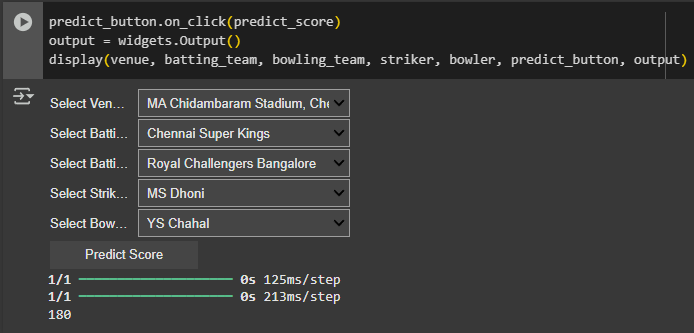 predict_button.on_click(predict_score)
output = widgets.Output()
display(venue, batting_team, bowling_team, striker, bowler, predict_button, output)
Select Ven... MA Chidambaram Stadium, Che
Select Batti... Chennai Super Kings
Select Batti... Royal Challengers Bangalore
Select Strik... MS Dhoni
Select Bow... YS Chahal
Predict Score
1/1 0s 125ms/step
1/1 0s 213ms/step
180